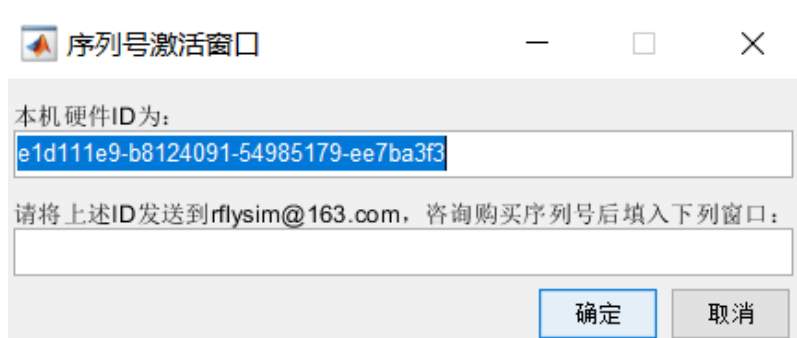 序列号激活窗口
本机硬件ID为:
e1d111e9-b8124091-54985179-ee7ba3f3
请将上述ID发送到rflysim@163.com，咨询购买序列号后填入下列窗口:
确定 取消